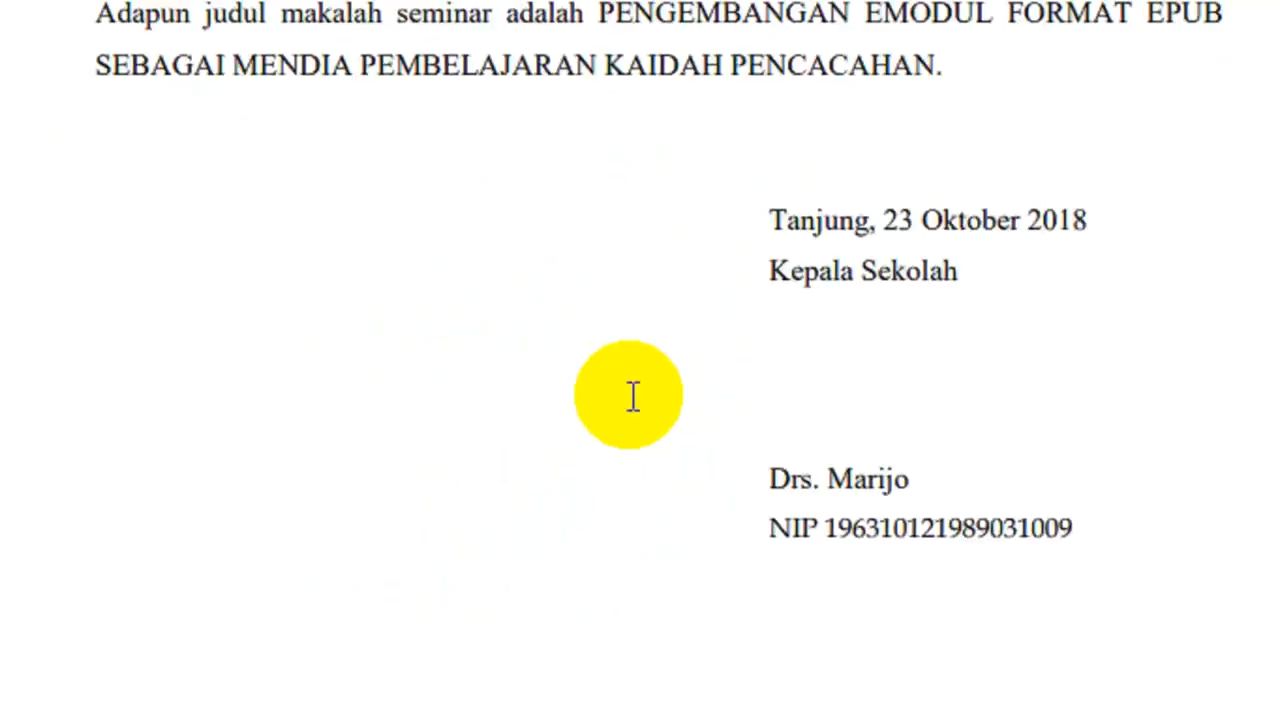 Adapun judul makalah seminar adalah PENGEMBANGAN EMODUL FORMAT EPUB
SEBAGAI MENDIA PEMBELAJARAN KAIDAH PENCACAHAN.
Tanjung, 23 Oktober 2018
Kepala Sekolah
Drs. Marijo
NIP 196310121989031009